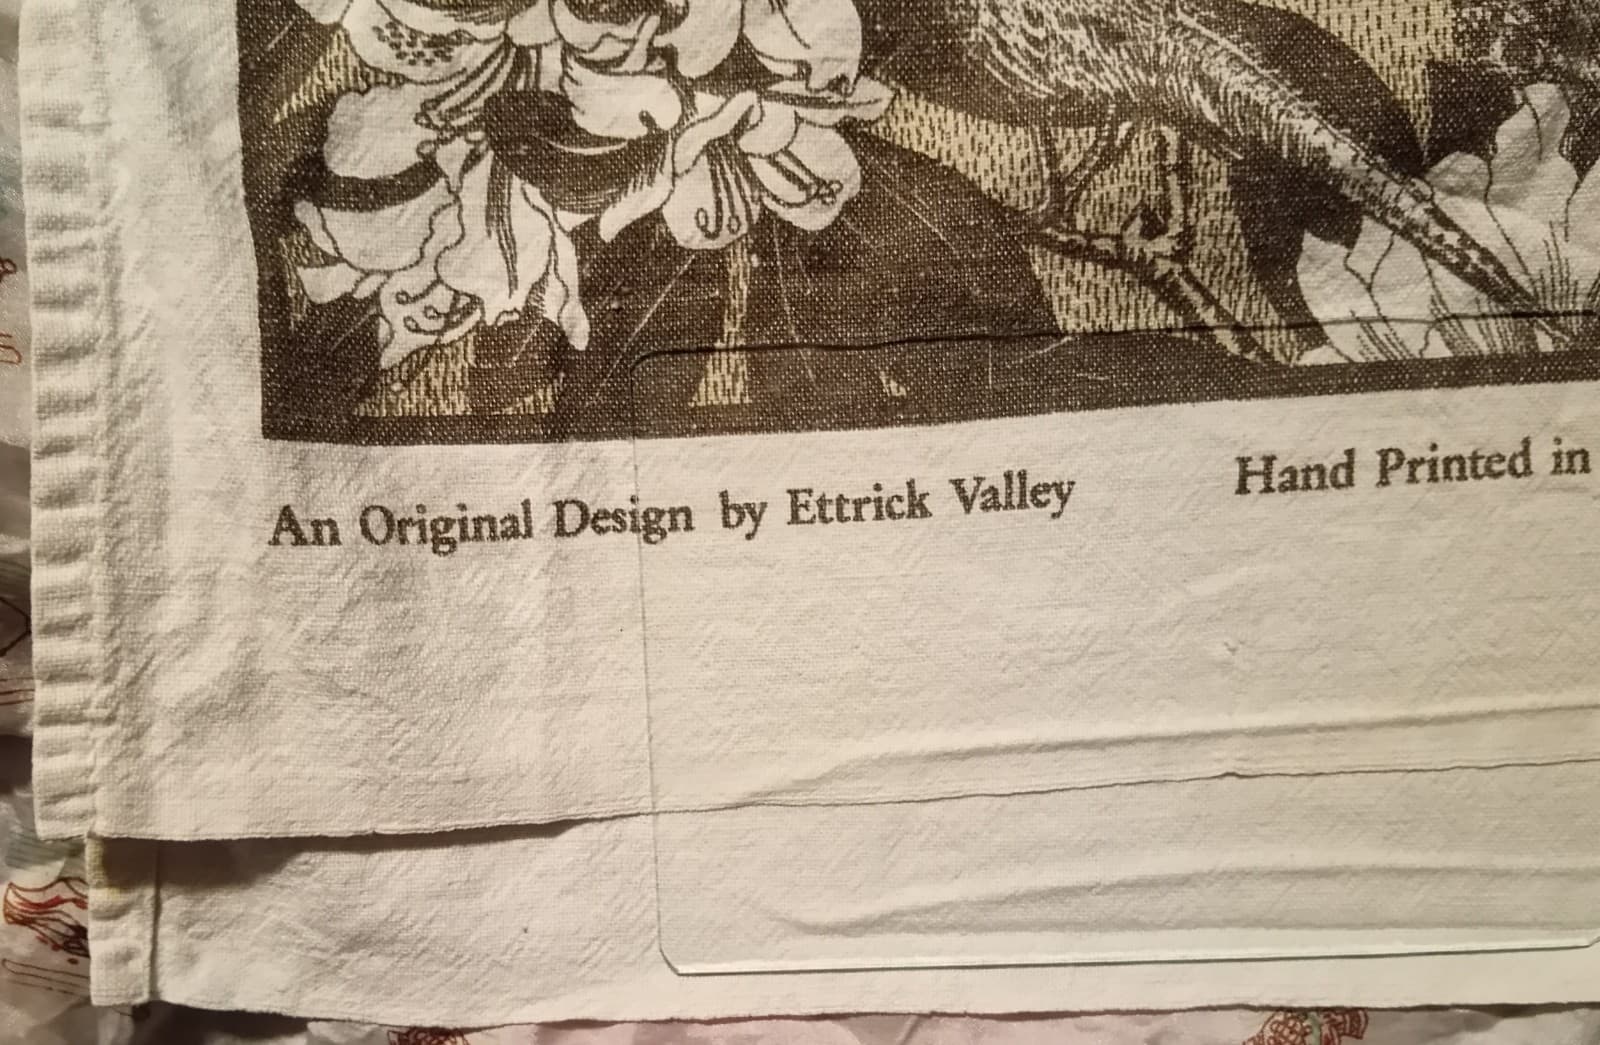 An Original Design by Ettrick Valley
Hand Printed in